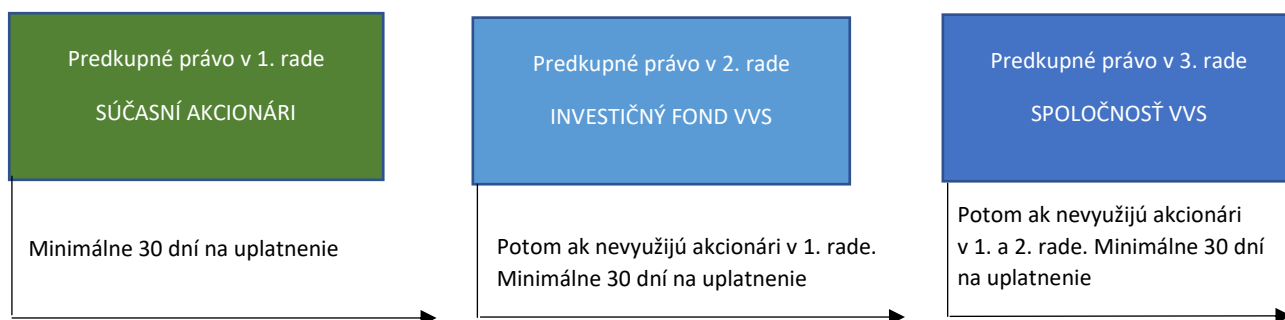 Predkupné právo v 1. rade
SÚČASNÍ AKCIONÁRI
Minimálne 30 dní na uplatnenie
Predkupné právo v 2. rade
INVESTIČNÝ FOND VVS
Potom ak nevyužijú akcionári v 1. rade.
Minimálne 30 dní na uplatnenie
Predkupné právo v 3. rade
SPOLOČNOSŤ VVS
Potom ak nevyužijú akcionári
v 1. a 2. rade. Minimálne 30 dní
na uplatnenie